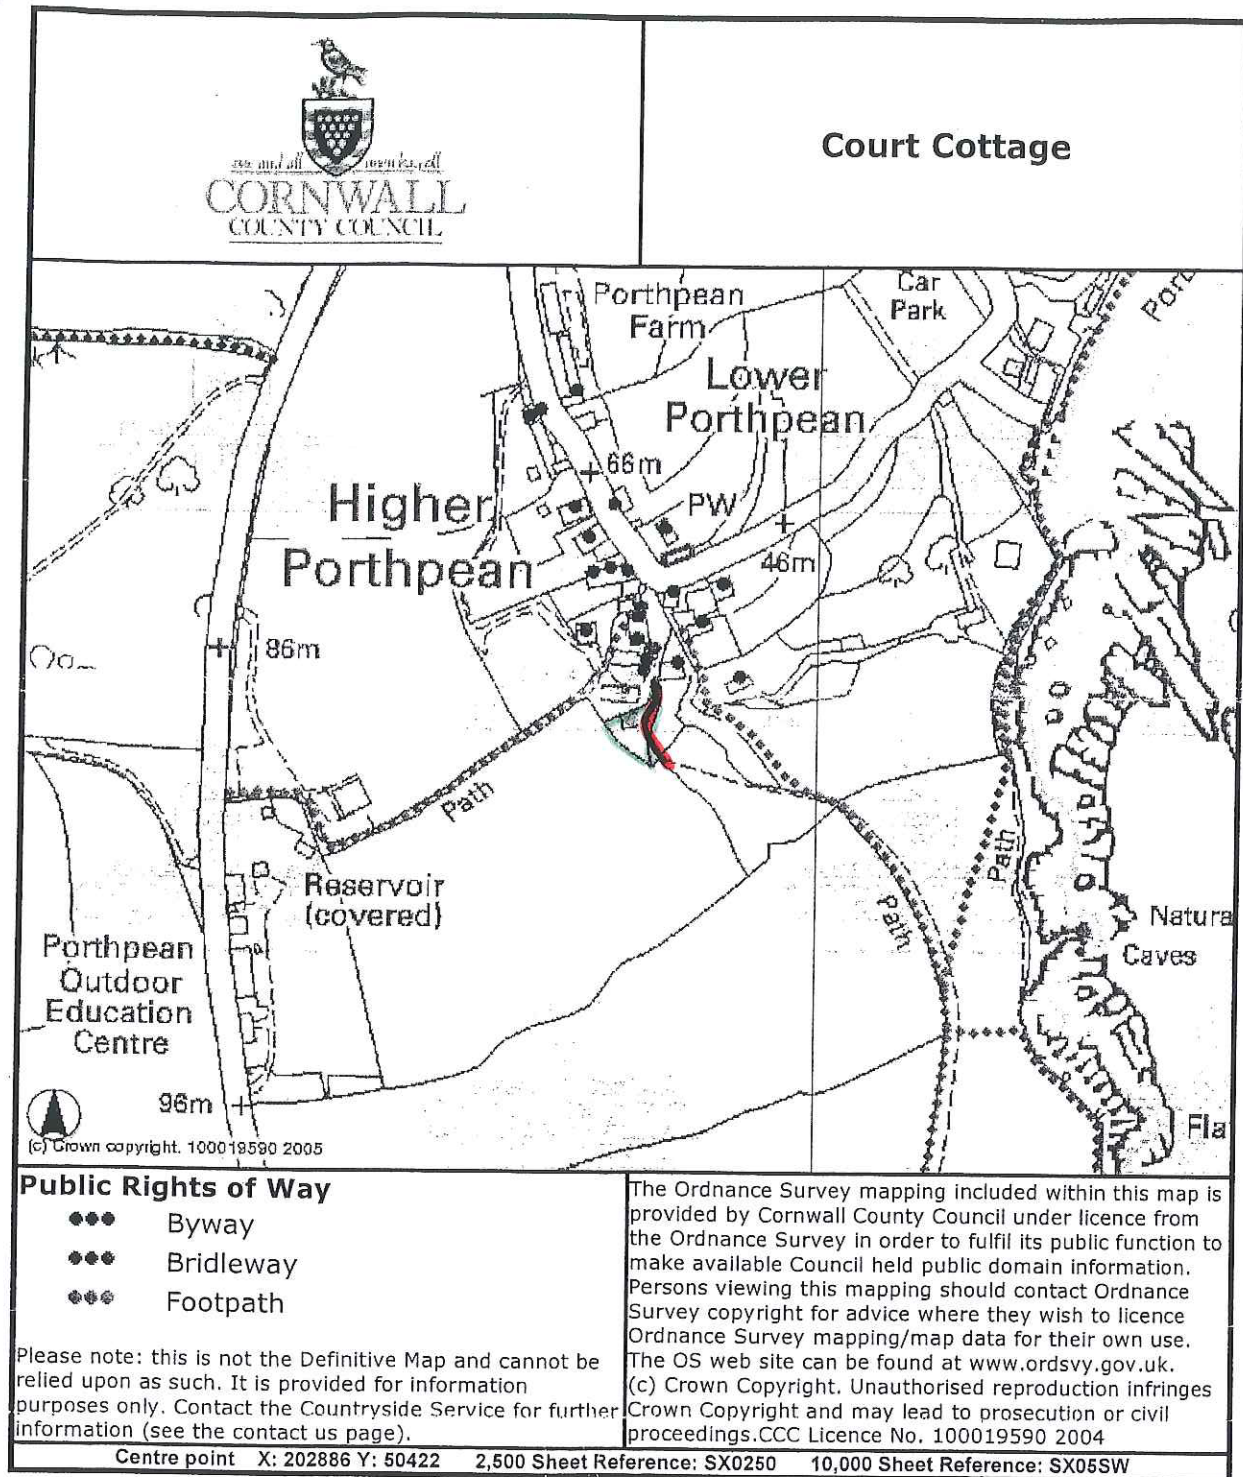 one and all
onen hag oll
CORNWALL
COUNTY COUNCIL
Court Cottage
Porthpean
Farm
Car
Park
Lower
Porthpean
66m
Higher
Porthpean
PW
46m
86m
Path
Reservoir
(covered)
Path
Path
Natura
Caves
Porthpean
Outdoor
Education
Centre
96m
Fla
(c) Crown copyright. 100019590 2005
Public Rights of Way
Byway
Bridleway
Footpath
Please note: this is not the Definitive Map and cannot be
relied upon as such. It is provided for information
purposes only. Contact the Countryside Service for further
information (see the contact us page).
The Ordnance Survey mapping included within this map is
provided by Cornwall County Council under licence from
the Ordnance Survey in order to fulfil its public function to
make available Council held public domain information.
Persons viewing this mapping should contact Ordnance
Survey copyright for advice where they wish to licence
Ordnance Survey mapping/map data for their own use.
The OS web site can be found at www.ordsvy.gov.uk.
(c) Crown Copyright. Unauthorised reproduction infringes
Crown Copyright and may lead to prosecution or civil
proceedings.CCC Licence No. 100019590 2004
Centre point X: 202886 Y: 50422 2,500 Sheet Reference: SX0250 10,000 Sheet Reference: SX05SW